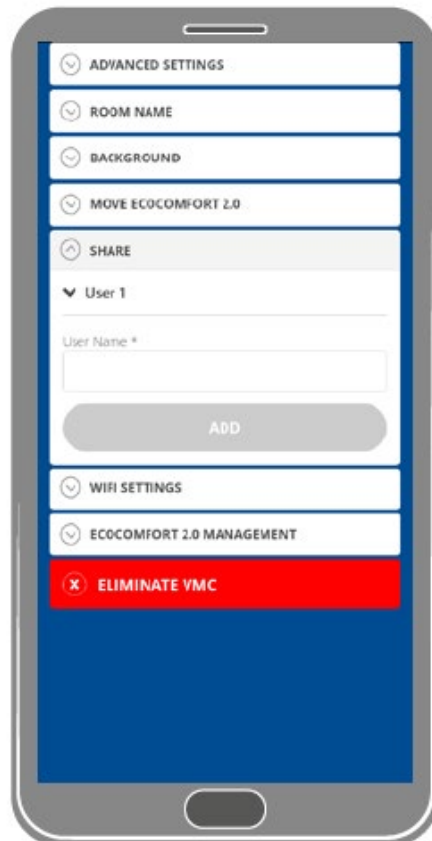 ADVANCED SETTINGS
ROOM NAME
BACKGROUND
MOVE ECOCOMFORT 2.0
SHARE
User 1
User Name *
ADD
WIFI SETTINGS
ECOCOMFORT 2.0 MANAGEMENT
ELIMINATE VMC